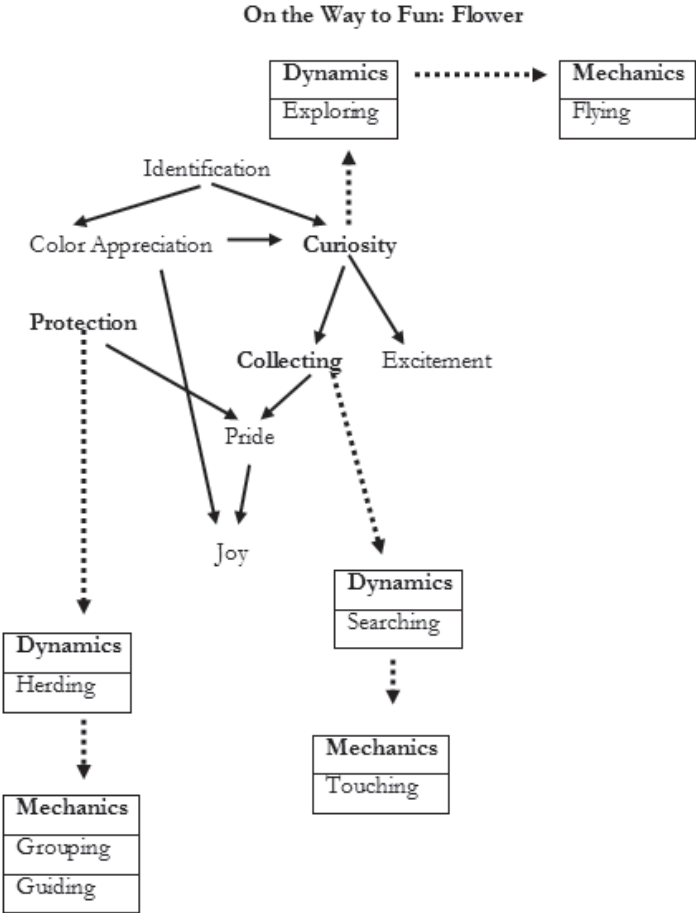 On the Way to Fun: Flower
Dynamics
Exploring
Mechanics
Flying
Identification
Color Appreciation
Curiosity
Protection
Collecting
Excitement
Pride
Joy
Dynamics
Searching
Dynamics
Herding
Mechanics
Touching
Mechanics
Grouping
Guiding